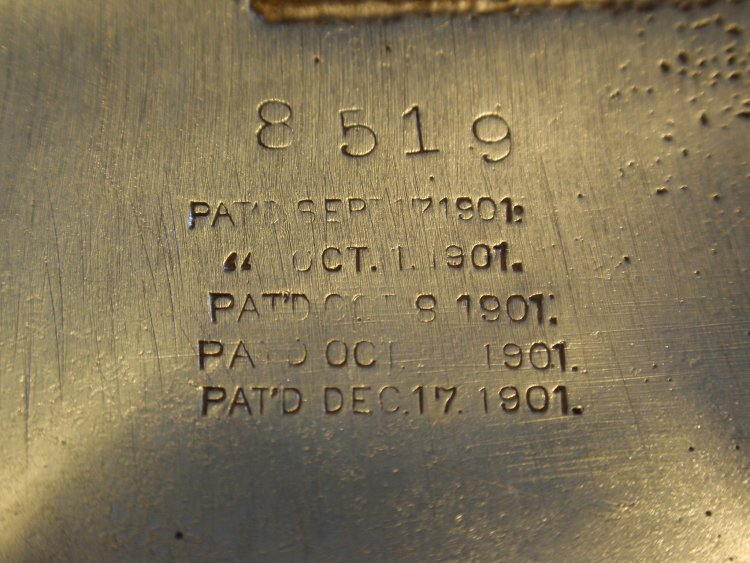 8519
PAT'D SEPT. 17 1901.
“ OCT. 1. 1901.
PAT'D OCT. 8 1901.
PAT'D OCT. 1901.
PAT'D DEC. 17. 1901.